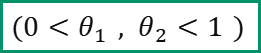 (0 < θ₁ , θ₂ < 1 )